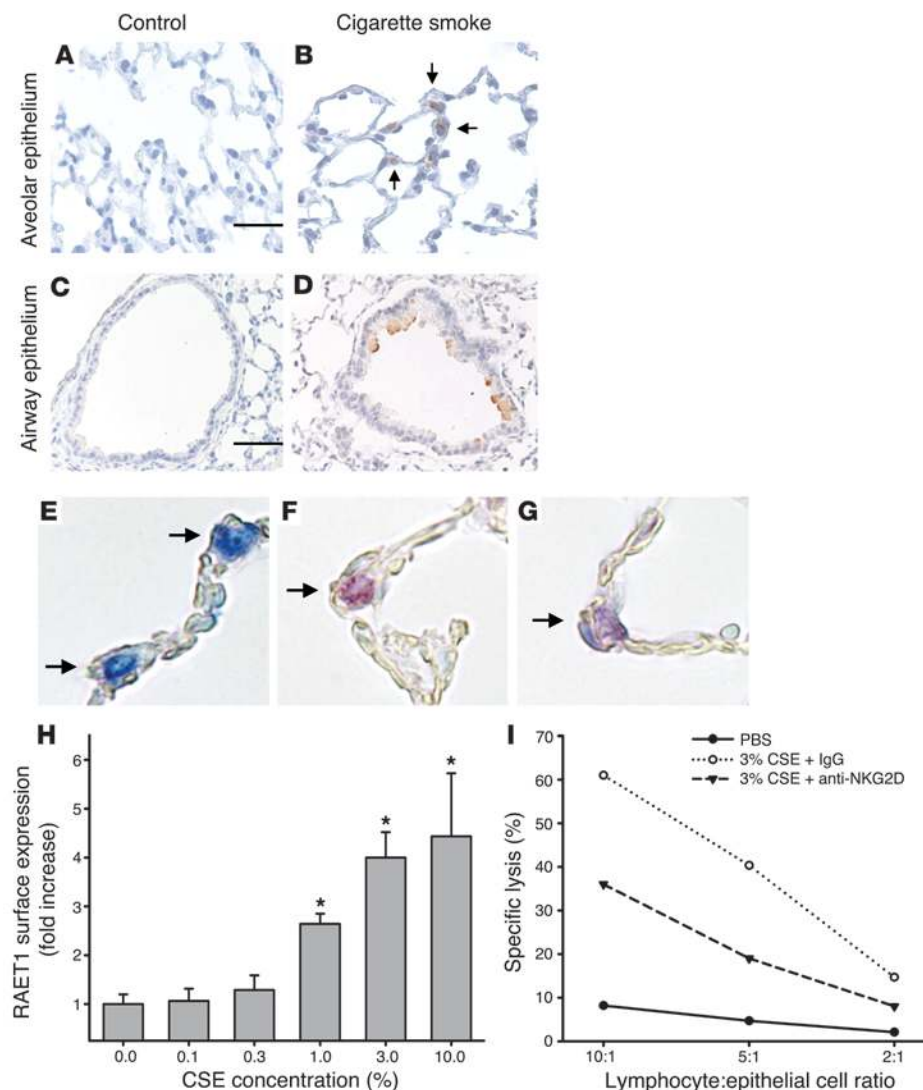 Control
Cigarette smoke
A
B
Aveolar epithelium
C
D
Airway epithelium
E
F
G
H
RAET1 surface expression
(fold increase)
6
5
4
3
2
1
*
*
*
0.0 0.1 0.3 1.0 3.0 10.0
CSE concentration (%)
I
PBS
3% CSE + IgG
3% CSE + anti-NKG2D
Specific lysis (%)
70
60
50
40
30
20
10
0
10:1 5:1 2:1
Lymphocyte:epithelial cell ratio